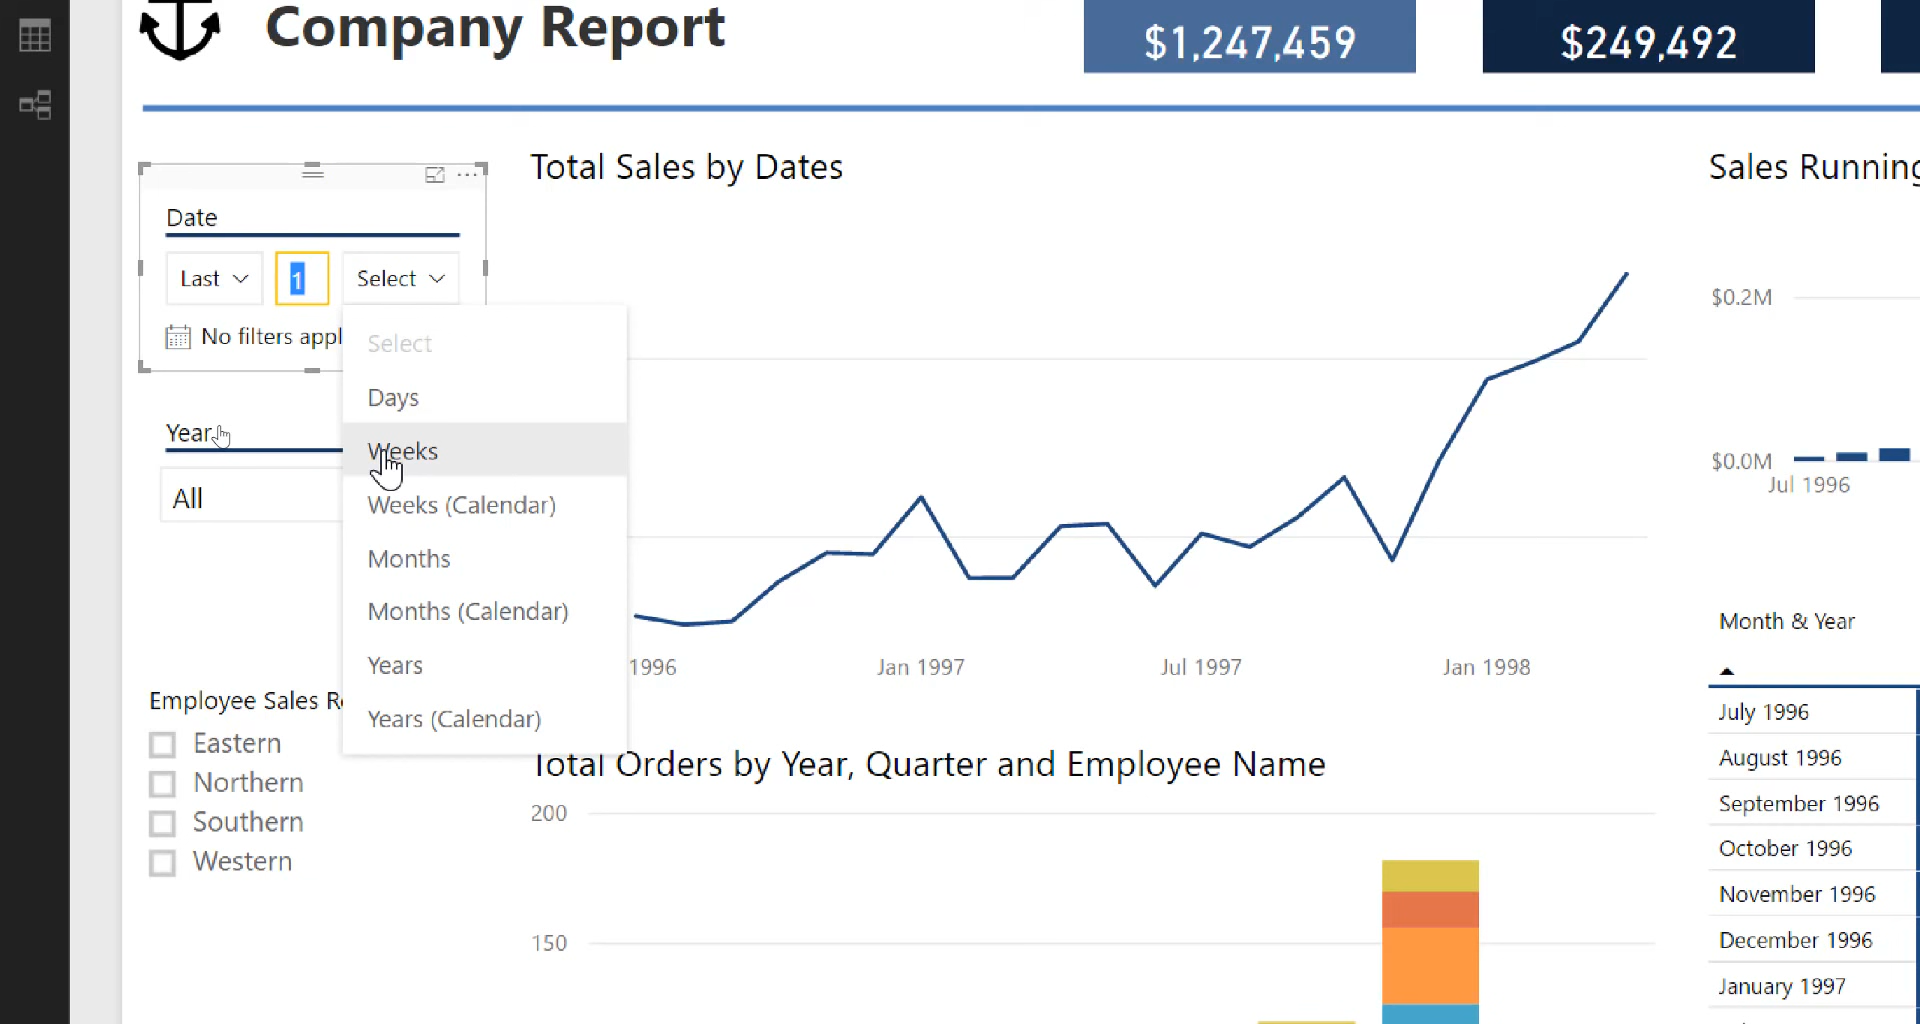 Company Report
$1,247,459
$249,492
Date
Last
1
Select
No filters appl
Select
Days
Weeks
Weeks (Calendar)
Months
Months (Calendar)
Years
Years (Calendar)
Year
All
Employee Sales Re
Eastern
Northern
Southern
Western
Total Sales by Dates
1996
Jan 1997
Jul 1997
Jan 1998
Total Orders by Year, Quarter and Employee Name
200
150
Sales Running
$0.2M
$0.0M
Jul 1996
Month & Year
July 1996
August 1996
September 1996
October 1996
November 1996
December 1996
January 1997